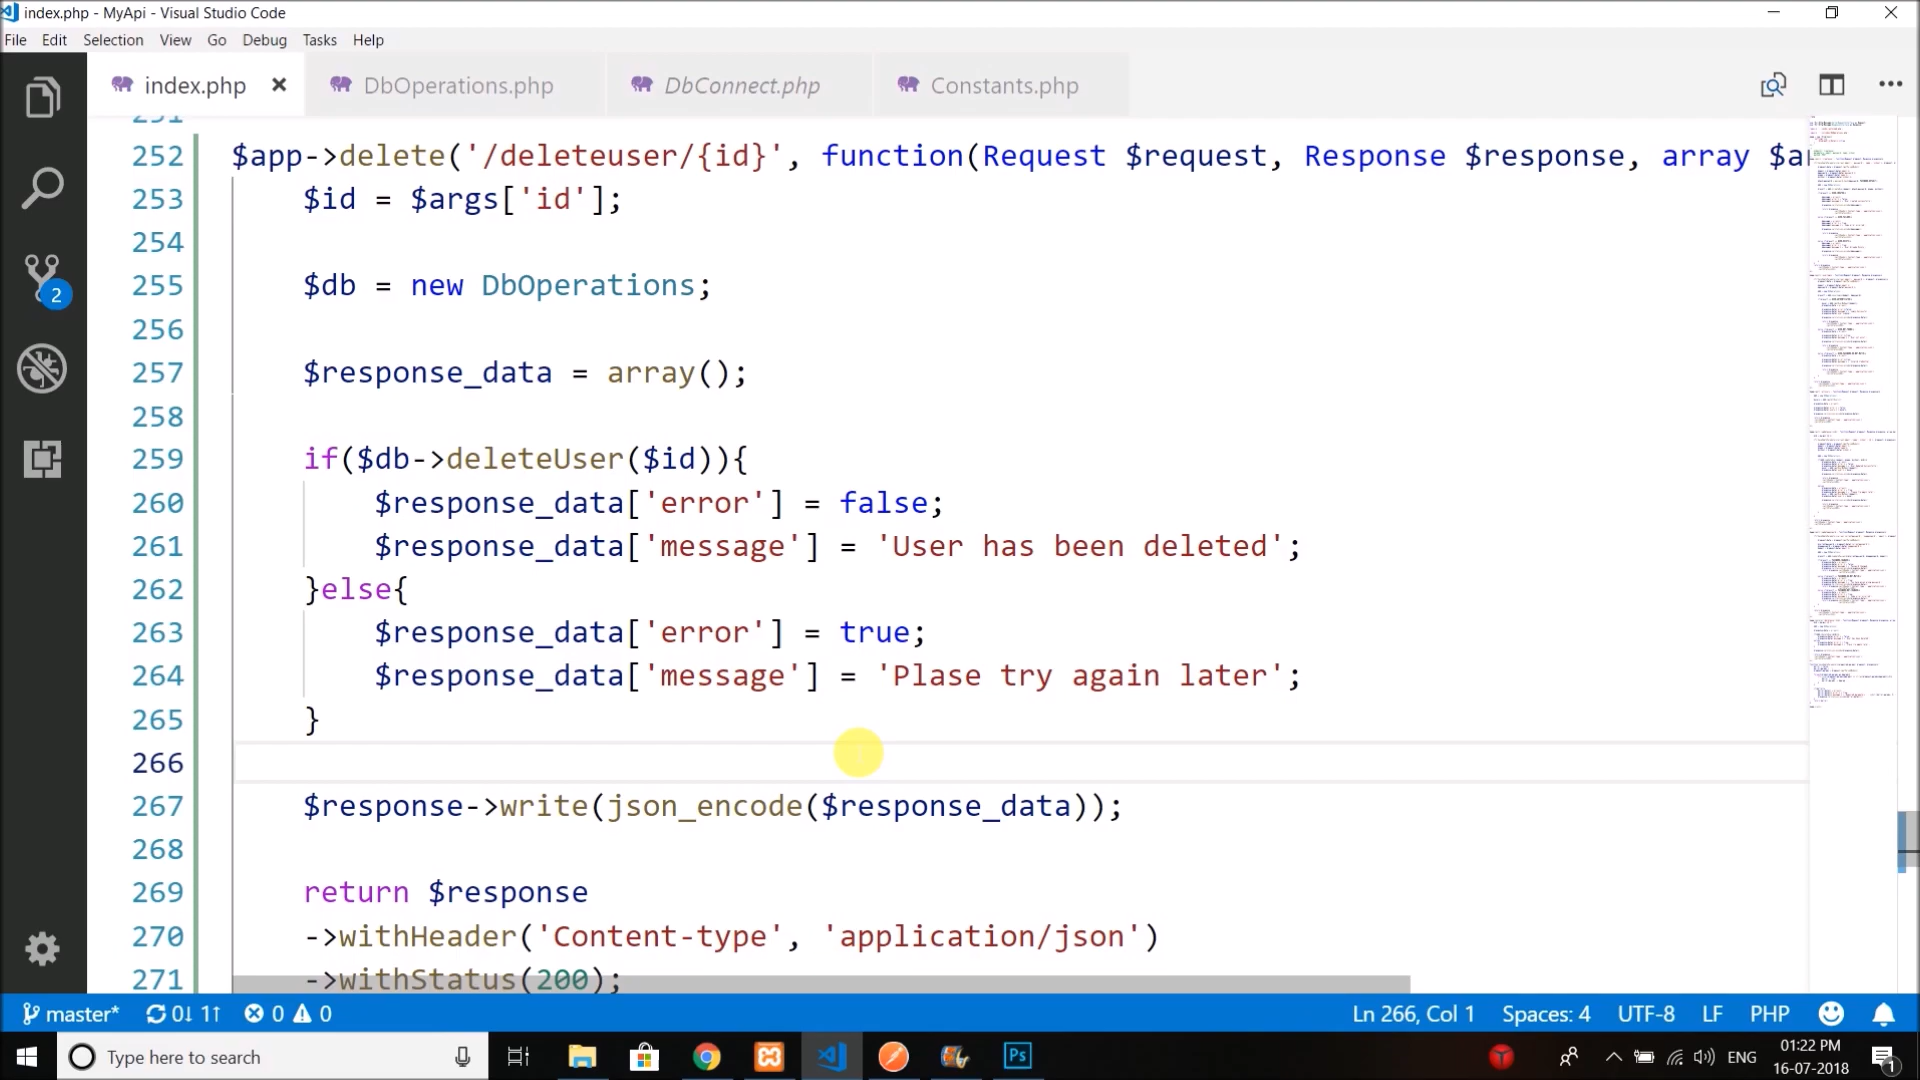 index.php - MyApi - Visual Studio Code
File Edit Selection View Go Debug Tasks Help
index.php DbOperations.php DbConnect.php Constants.php
251
252 $app->delete('/deleteuser/{id}', function(Request $request, Response $response, array $a
253 $id = $args['id'];
254
255 $db = new DbOperations;
256
257 $response_data = array();
258
259 if($db->deleteUser($id)){
260 $response_data['error'] = false;
261 $response_data['message'] = 'User has been deleted';
262 }else{
263 $response_data['error'] = true;
264 $response_data['message'] = 'Plase try again later';
265 }
266
267 $response->write(json_encode($response_data));
268
269 return $response
270 ->withHeader('Content-type', 'application/json')
271 ->withStatus(200);
2
master* 0↓ 1↑ 0 0 Ln 266, Col 1 Spaces: 4 UTF-8 LF PHP
Type here to search Ps ENG 01:22 PM
16-07-2018 1